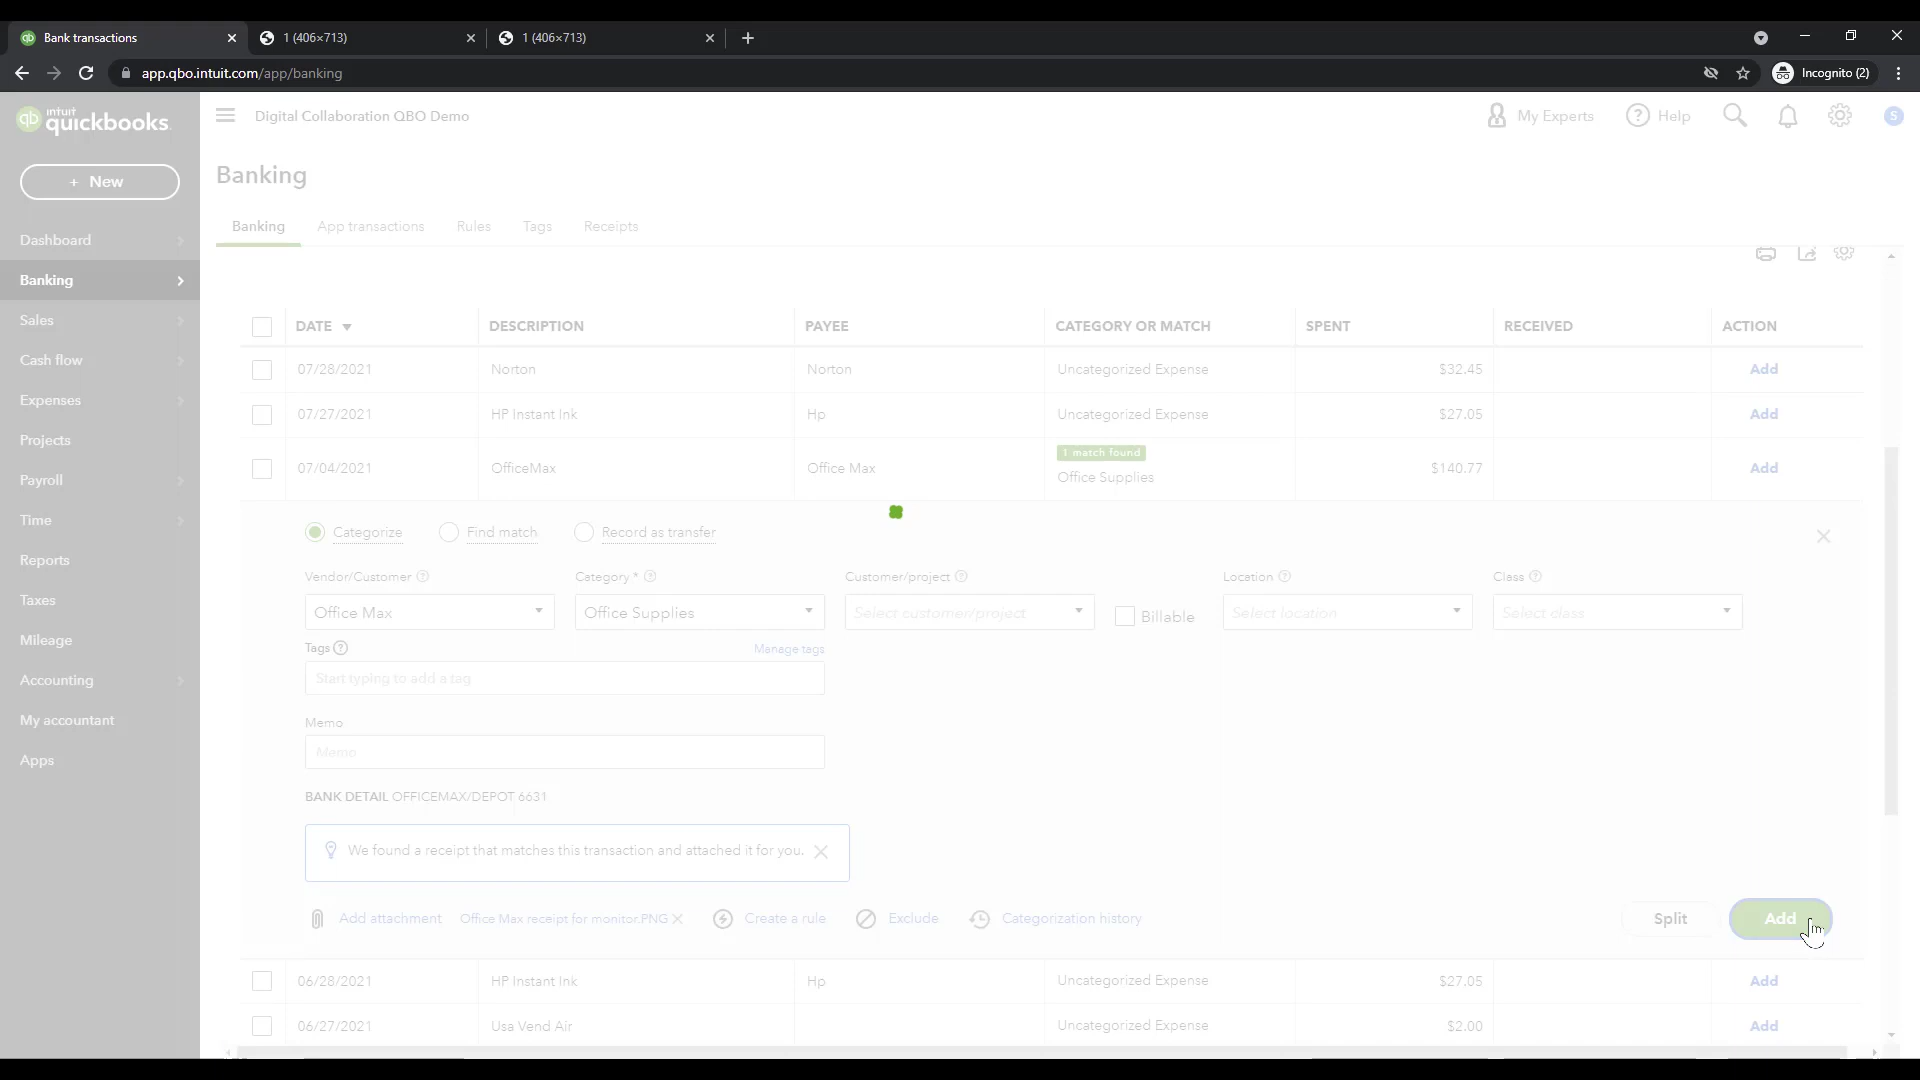 Bank transactions
1 (406×713)
1 (406×713)
app.qbo.intuit.com/app/banking
Incognito (2)
intuit
quickbooks.
Digital Collaboration QBO Demo
My Experts
Help
S
+ New
Dashboard
Banking
Sales
Cash flow
Expenses
Projects
Payroll
Time
Reports
Taxes
Mileage
Accounting
My accountant
Apps
Banking
Banking App transactions Rules Tags Receipts
DATE DESCRIPTION PAYEE CATEGORY OR MATCH SPENT RECEIVED ACTION
07/28/2021 Norton Norton Uncategorized Expense $32.45 Add
07/27/2021 HP Instant Ink Hp Uncategorized Expense $27.05 Add
1 match found
07/04/2021 OfficeMax Office Max Office Supplies $140.77 Add
Categorize Find match Record as transfer
Vendor/Customer Category * Customer/project Location Class
Office Max Office Supplies Select customer/project Billable Select location Select class
Tags Manage tags
Start typing to add a tag
Memo
Memo
BANK DETAIL OFFICEMAX/DEPOT 6631
We found a receipt that matches this transaction and attached it for you.
Add attachment Office Max receipt for monitor.PNG Create a rule Exclude Categorization history Split Add
06/28/2021 HP Instant Ink Hp Uncategorized Expense $27.05 Add
06/27/2021 Usa Vend Air Uncategorized Expense $2.00 Add